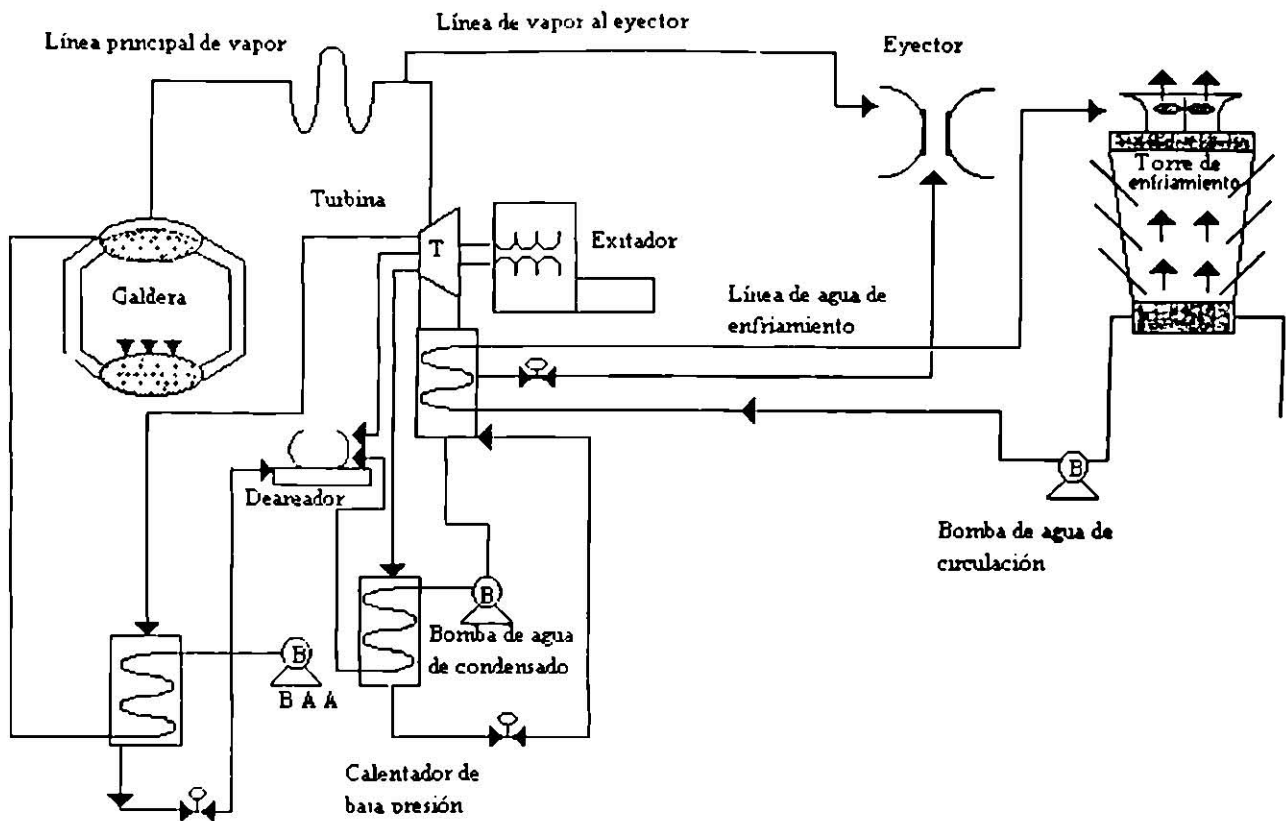 Línea de vapor al eyector
Línea principal de vapor
Eyector
Torre de
enfriamiento
Turbina
T
Exitador
Caldera
Línea de agua de
enfriamiento
Deareador
B
Bomba de agua de
circulación
B
Bomba de agua
de condensado
B
B A A
Calentador de
baja presión